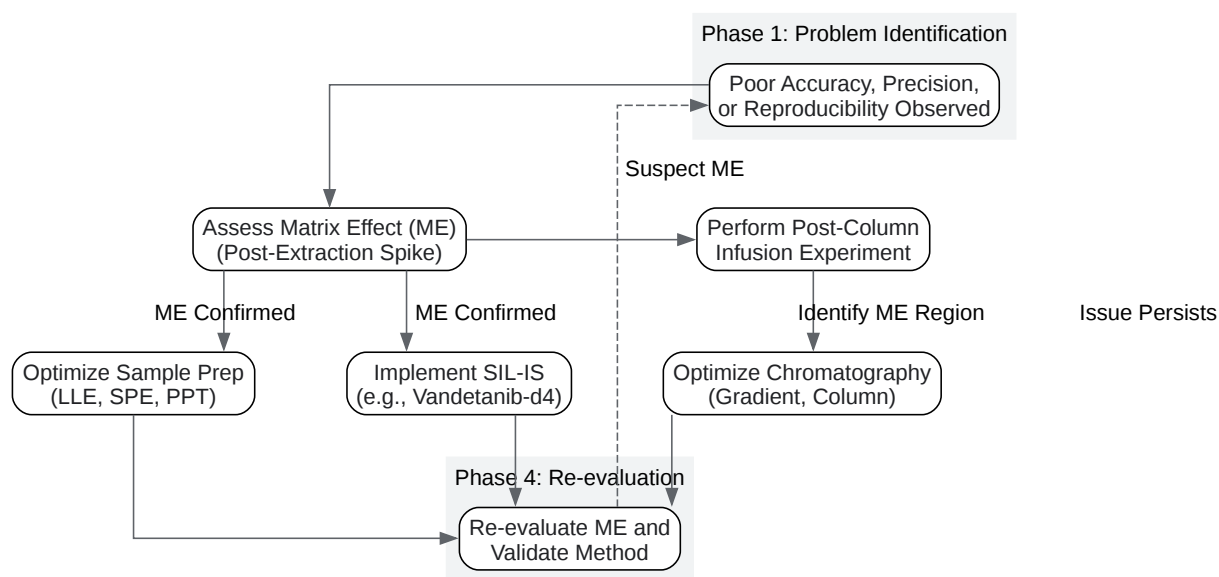 Phase 1: Problem Identification
Poor Accuracy, Precision,
or Reproducibility Observed
Suspect ME
Assess Matrix Effect (ME)
(Post-Extraction Spike)
Perform Post-Column
Infusion Experiment
ME Confirmed
ME Confirmed
Identify ME Region
Issue Persists
Optimize Sample Prep
(LLE, SPE, PPT)
Implement SIL-IS
(e.g., Vandetanib-d4)
Optimize Chromatography
(Gradient, Column)
Phase 4: Re-evaluation
Re-evaluate ME and
Validate Method